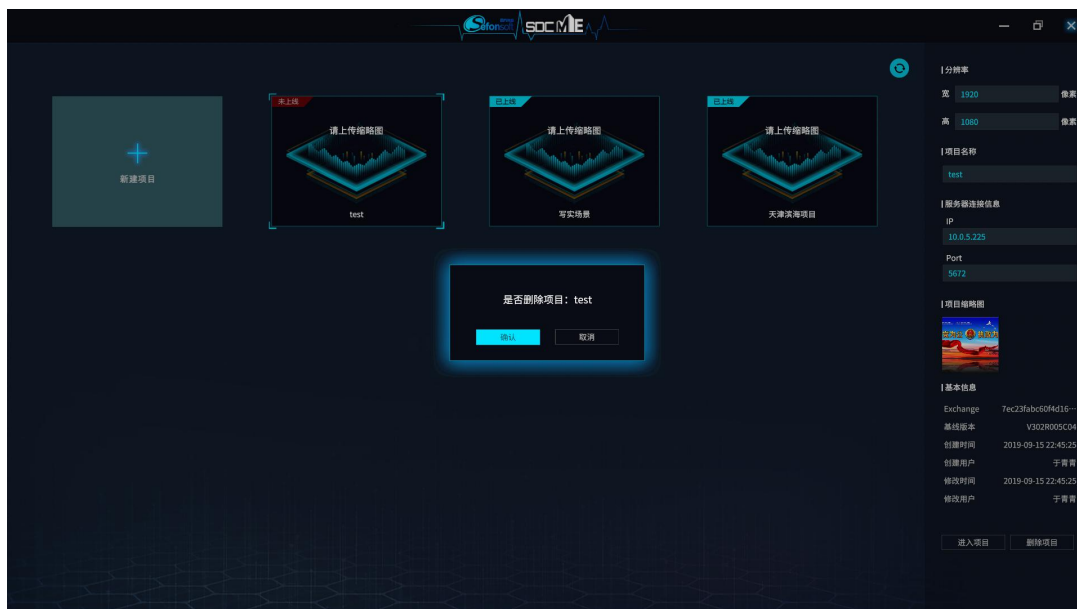 Sefonsoft SDC MIE
未上线
请上传缩略图
test
已上线
请上传缩略图
写实场景
已上线
请上传缩略图
天津滨海项目
新建项目
是否删除项目：test
确认
取消
分辨率
宽 1920 像素
高 1080 像素
项目名称
test
服务器连接信息
IP
10.0.5.225
Port
5672
项目缩略图
基本信息
Exchange 7ec23fabc60f4d16···
基线版本 V302R005C04
创建时间 2019-09-15 22:45:25
创建用户 于青青
修改时间 2019-09-15 22:45:25
修改用户 于青青
进入项目
删除项目